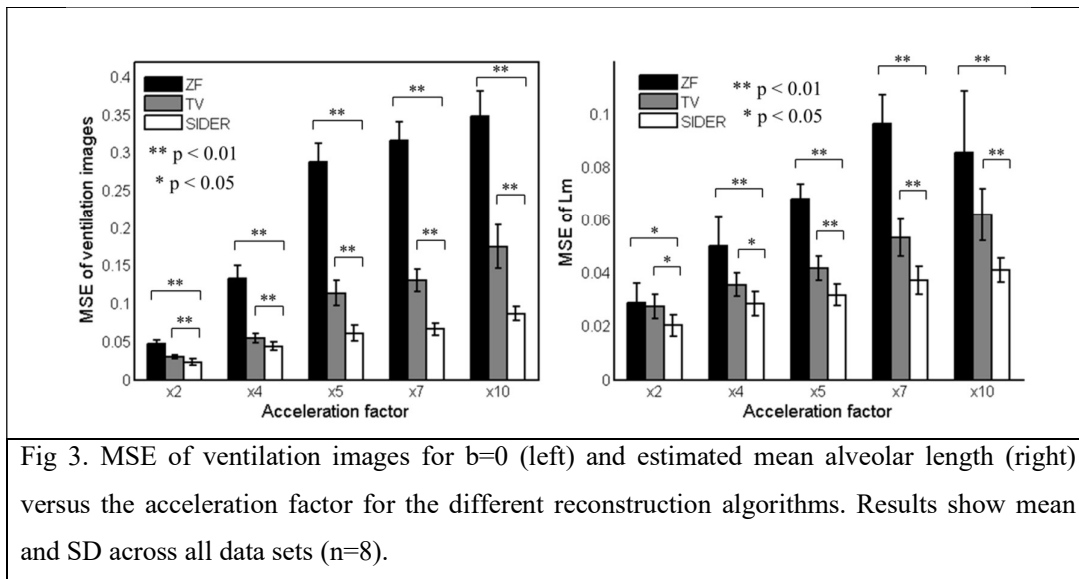 0.4
0.35
0.3
0.25
0.2
0.15
0.1
0.05
0
MSE of ventilation images
ZF
TV
SIDER
** p < 0.01
* p < 0.05
**
**
**
**
**
**
**
**
**
**
x2
x4
x5
x7
x10
Acceleration factor
0.1
0.08
0.06
0.04
0.02
0
MSE of Lm
ZF
TV
SIDER
** p < 0.01
* p < 0.05
*
*
**
*
**
**
**
**
**
**
x2
x4
x5
x7
x10
Acceleration factor
Fig 3. MSE of ventilation images for b=0 (left) and estimated mean alveolar length (right)
versus the acceleration factor for the different reconstruction algorithms. Results show mean
and SD across all data sets (n=8).